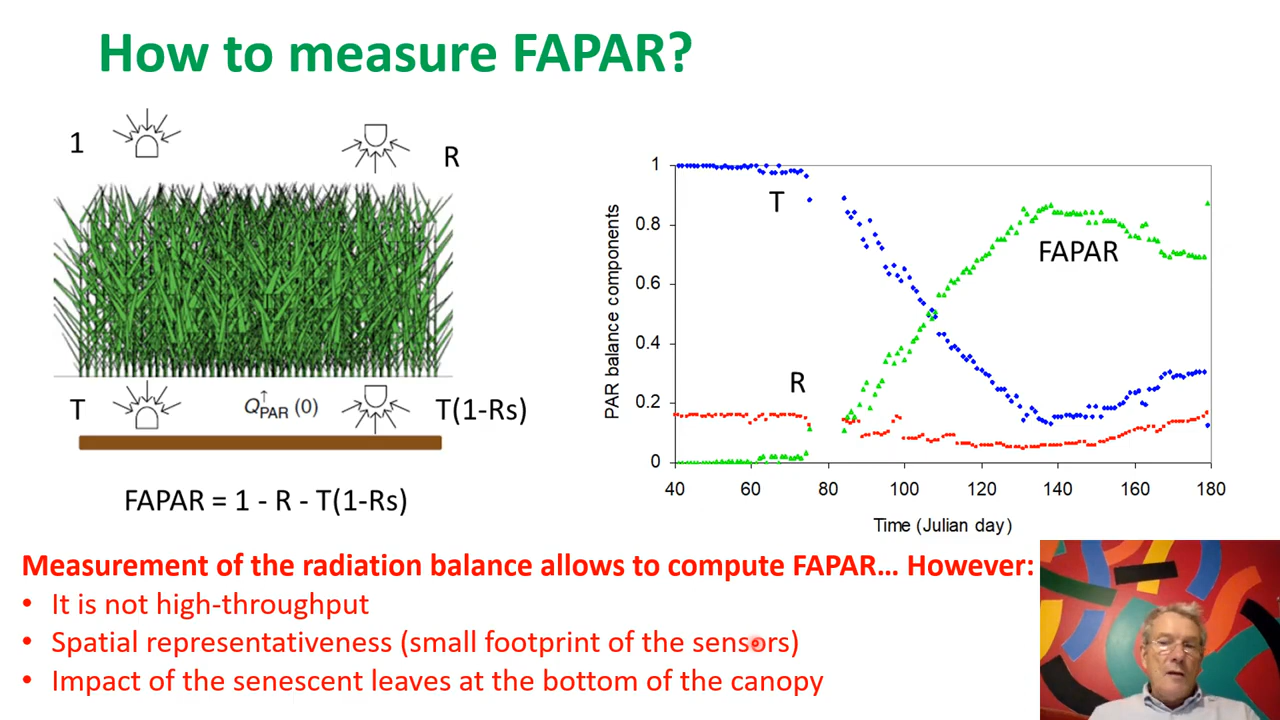 How to measure FAPAR?
1
R
T
Q↑PAR (0)
T(1-Rs)
FAPAR = 1 - R - T(1-Rs)
PAR balance components
1
0.8
0.6
0.4
0.2
0
T
FAPAR
R
40 60 80 100 120 140 160 180
Time (Julian day)
Measurement of the radiation balance allows to compute FAPAR... However:
• It is not high-throughput
• Spatial representativeness (small footprint of the sensors)
• Impact of the senescent leaves at the bottom of the canopy